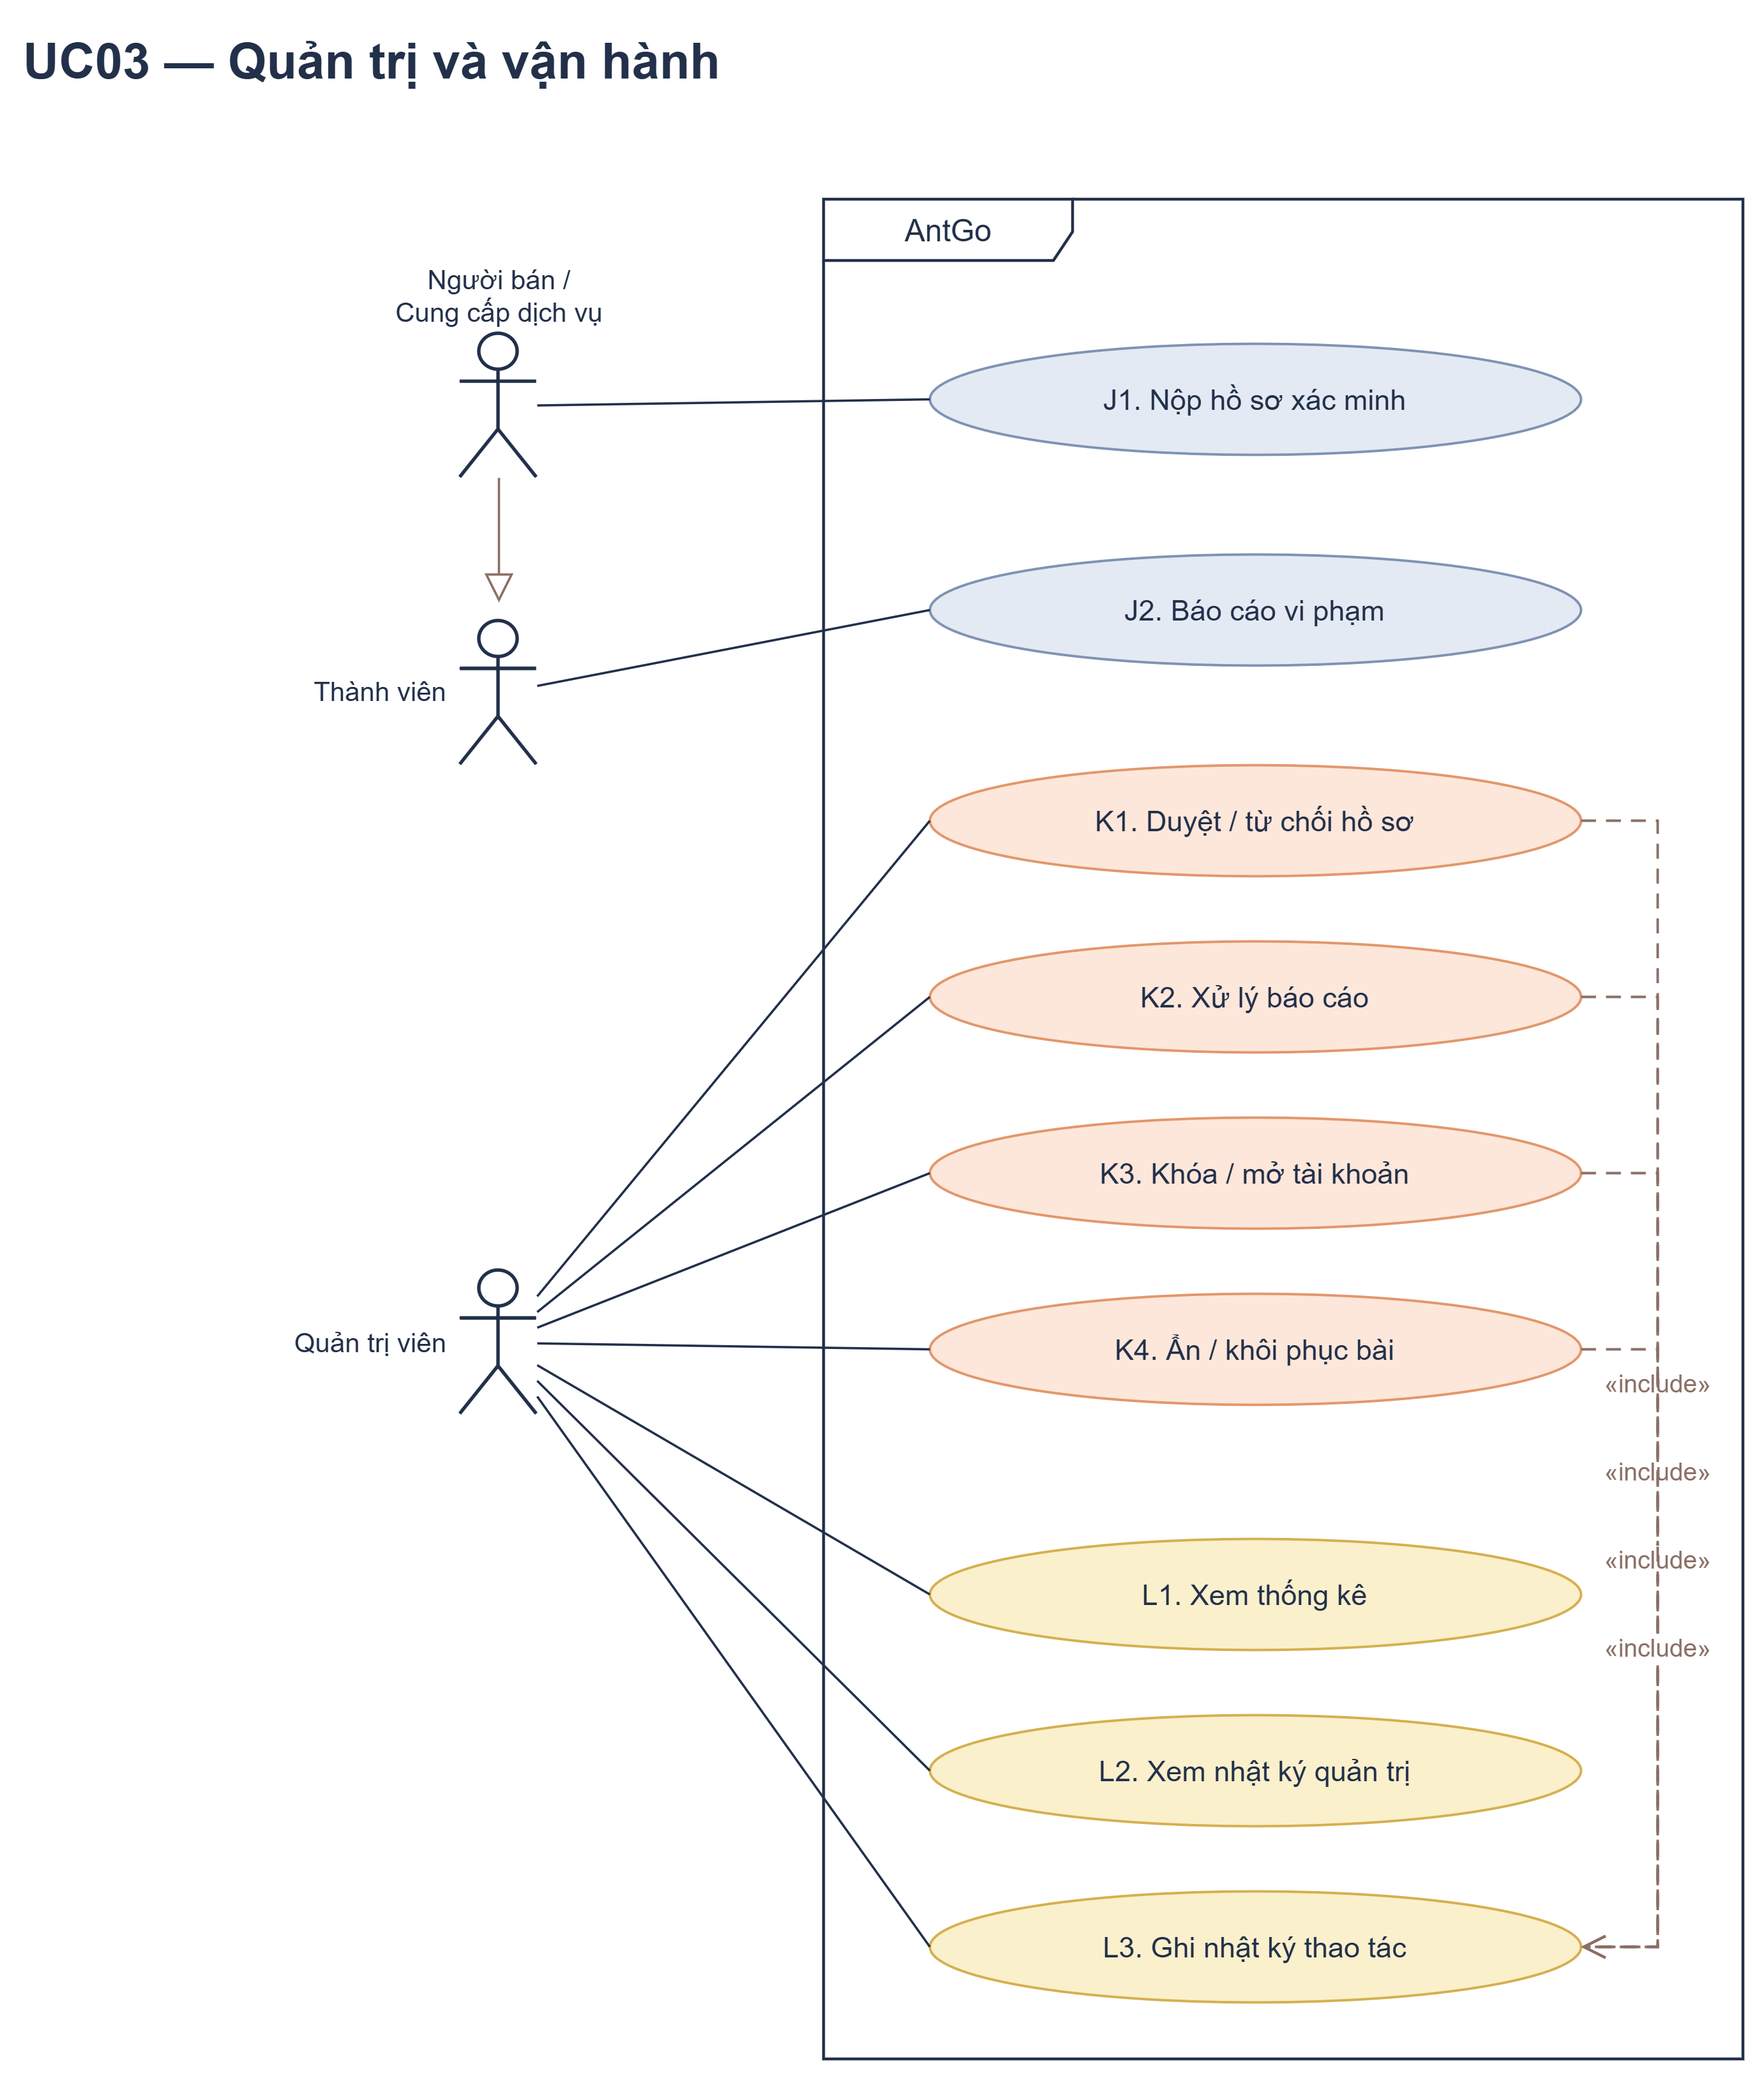 UC03 — Quản trị và vận hành
AntGo
Người bán /
Cung cấp dịch vụ
J1. Nộp hồ sơ xác minh
J2. Báo cáo vi phạm
Thành viên
K1. Duyệt / từ chối hồ sơ
K2. Xử lý báo cáo
K3. Khóa / mở tài khoản
Quản trị viên
K4. Ẩn / khôi phục bài
«include»
«include»
«include»
L1. Xem thống kê
«include»
L2. Xem nhật ký quản trị
L3. Ghi nhật ký thao tác